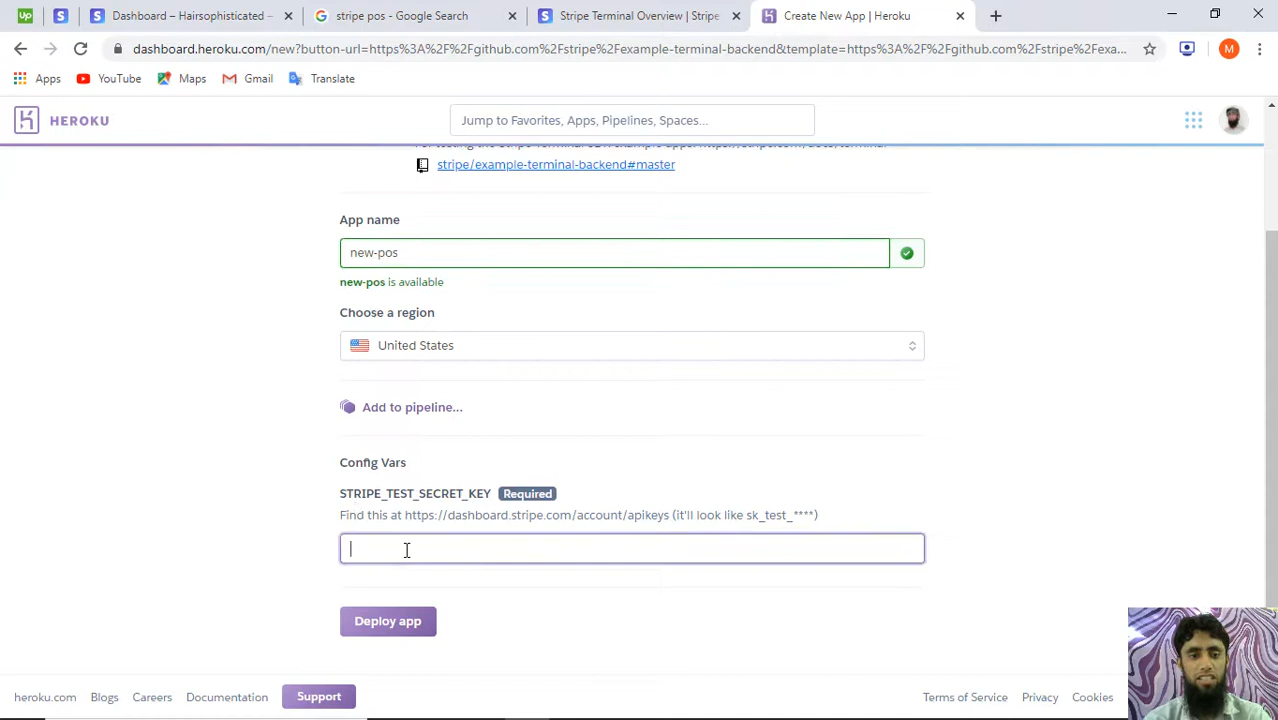 Up
Dashboard – Hairsophisticated –
stripe pos - Google Search
Stripe Terminal Overview | Stripe
Create New App | Heroku
dashboard.heroku.com/new?button-url=https%3A%2F%2Fgithub.com%2Fstripe%2Fexample-terminal-backend&template=https%3A%2F%2Fgithub.com%2Fstripe%2Fexa...
M
Apps
YouTube
Maps
Gmail
Translate
HEROKU
Jump to Favorites, Apps, Pipelines, Spaces...
stripe/example-terminal-backend#master
App name
new-pos
new-pos is available
Choose a region
United States
Add to pipeline...
Config Vars
STRIPE_TEST_SECRET_KEY Required
Find this at https://dashboard.stripe.com/account/apikeys (it'll look like sk_test_****)
Deploy app
heroku.com
Blogs
Careers
Documentation
Support
Terms of Service
Privacy
Cookies